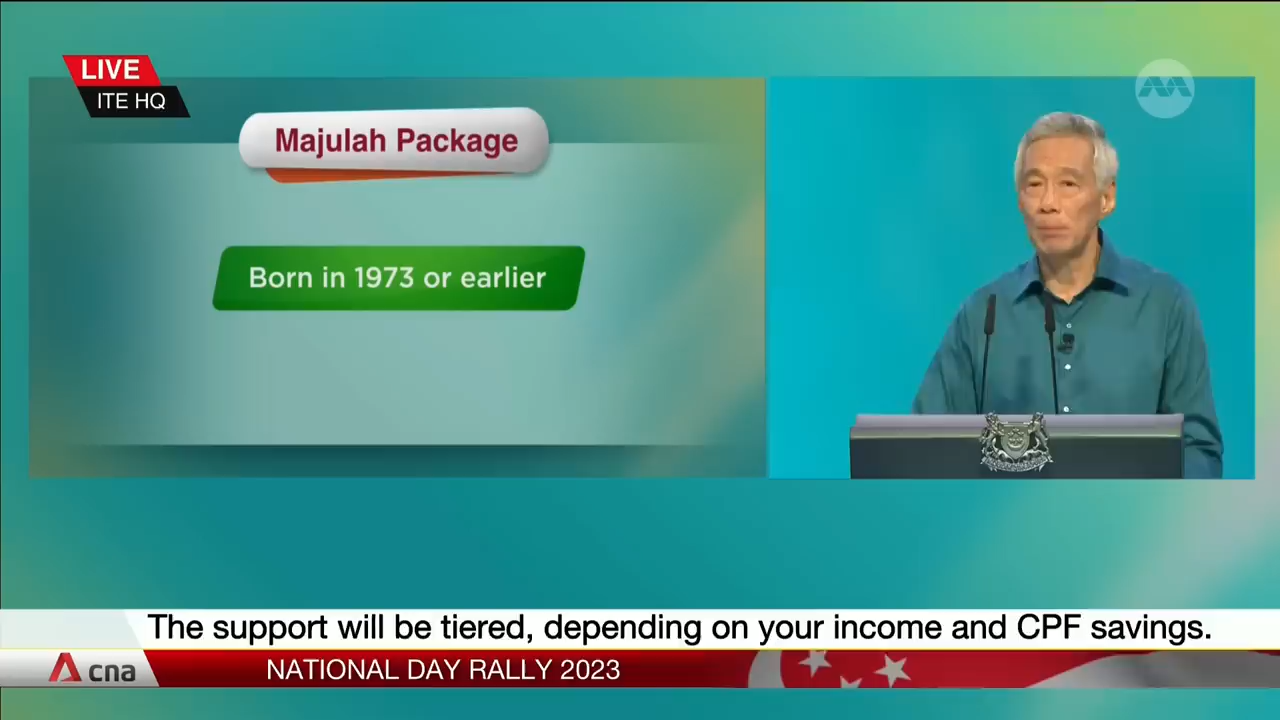 LIVE
ITE HQ
Majulah Package
Born in 1973 or earlier
The support will be tiered, depending on your income and CPF savings.
cna
NATIONAL DAY RALLY 2023